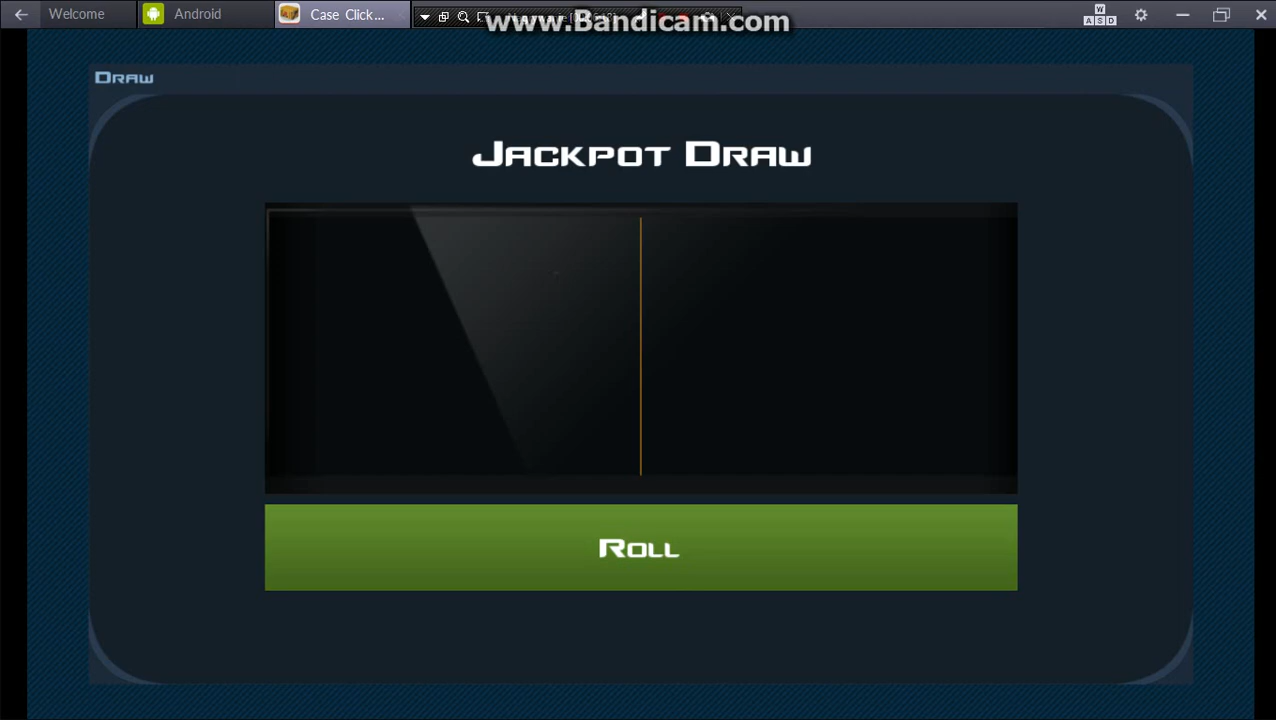 Welcome
Android
Case Click...
www.Bandicam.com
W
A S D
Draw
Jackpot Draw
Roll